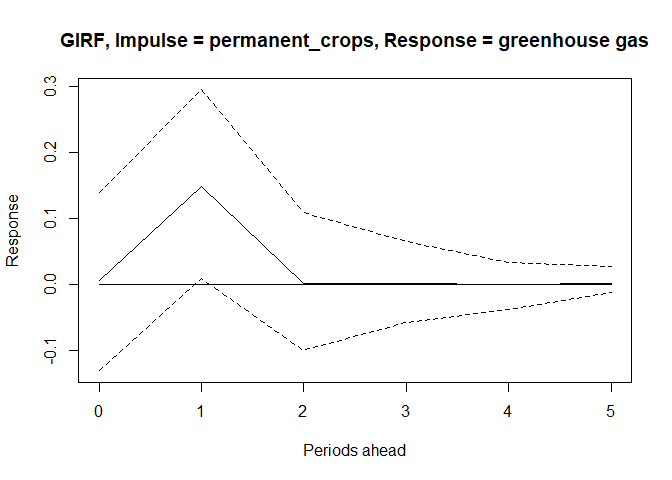 GIRF, Impulse = permanent_crops, Response = greenhouse gas
0.3
0.2
0.1
0.0
-0.1
Response
0 1 2 3 4 5
Periods ahead